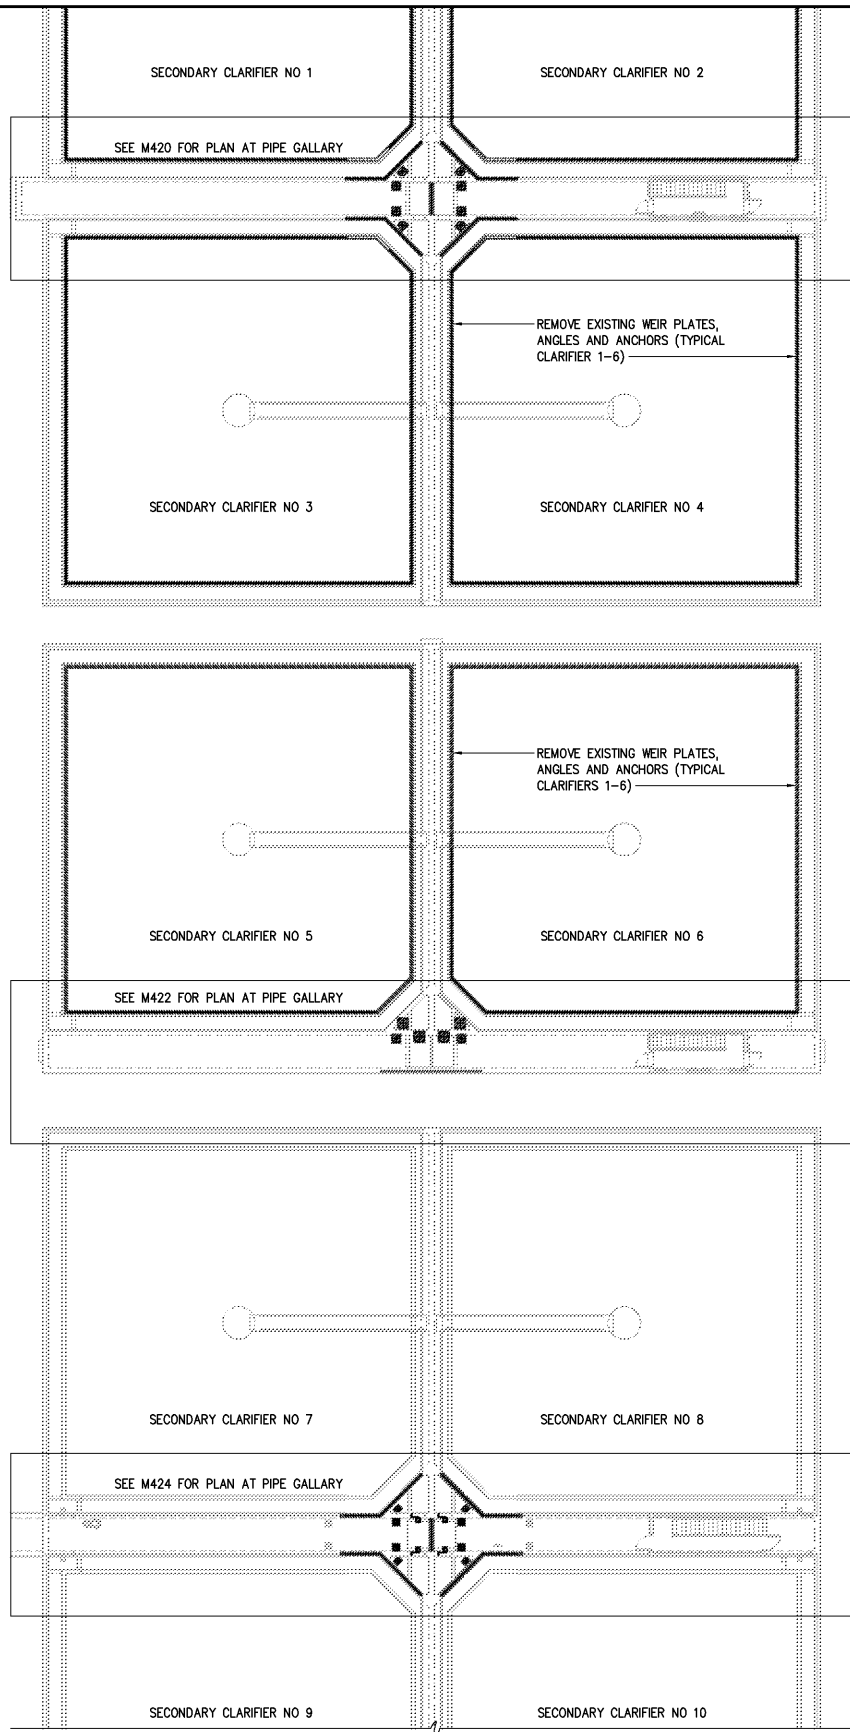 SECONDARY CLARIFIER NO 1
SECONDARY CLARIFIER NO 2
SEE M420 FOR PLAN AT PIPE GALLARY
REMOVE EXISTING WEIR PLATES,
ANGLES AND ANCHORS (TYPICAL
CLARIFIER 1-6)
SECONDARY CLARIFIER NO 3
SECONDARY CLARIFIER NO 4
REMOVE EXISTING WEIR PLATES,
ANGLES AND ANCHORS (TYPICAL
CLARIFIERS 1-6)
SECONDARY CLARIFIER NO 5
SECONDARY CLARIFIER NO 6
SEE M422 FOR PLAN AT PIPE GALLARY
SECONDARY CLARIFIER NO 7
SECONDARY CLARIFIER NO 8
SEE M424 FOR PLAN AT PIPE GALLARY
SECONDARY CLARIFIER NO 9
SECONDARY CLARIFIER NO 10